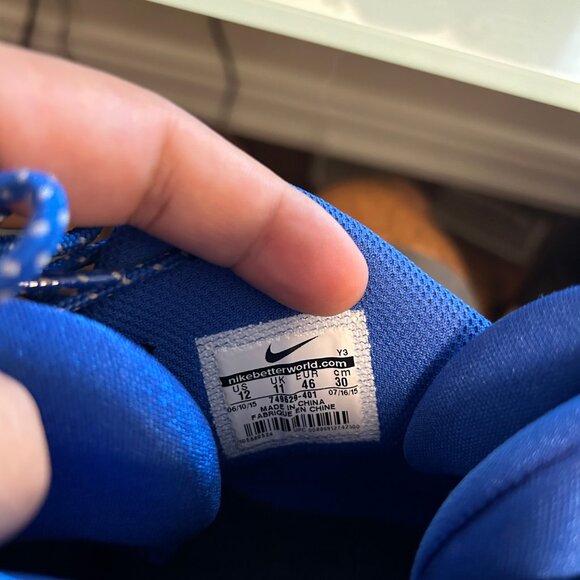 Y3
nikebetterworld.com
US UK EUR cm
12 11 46 30
06/10/15 749629-401 07/16/15
MADE IN CHINA
FABRIQUE EN CHINE